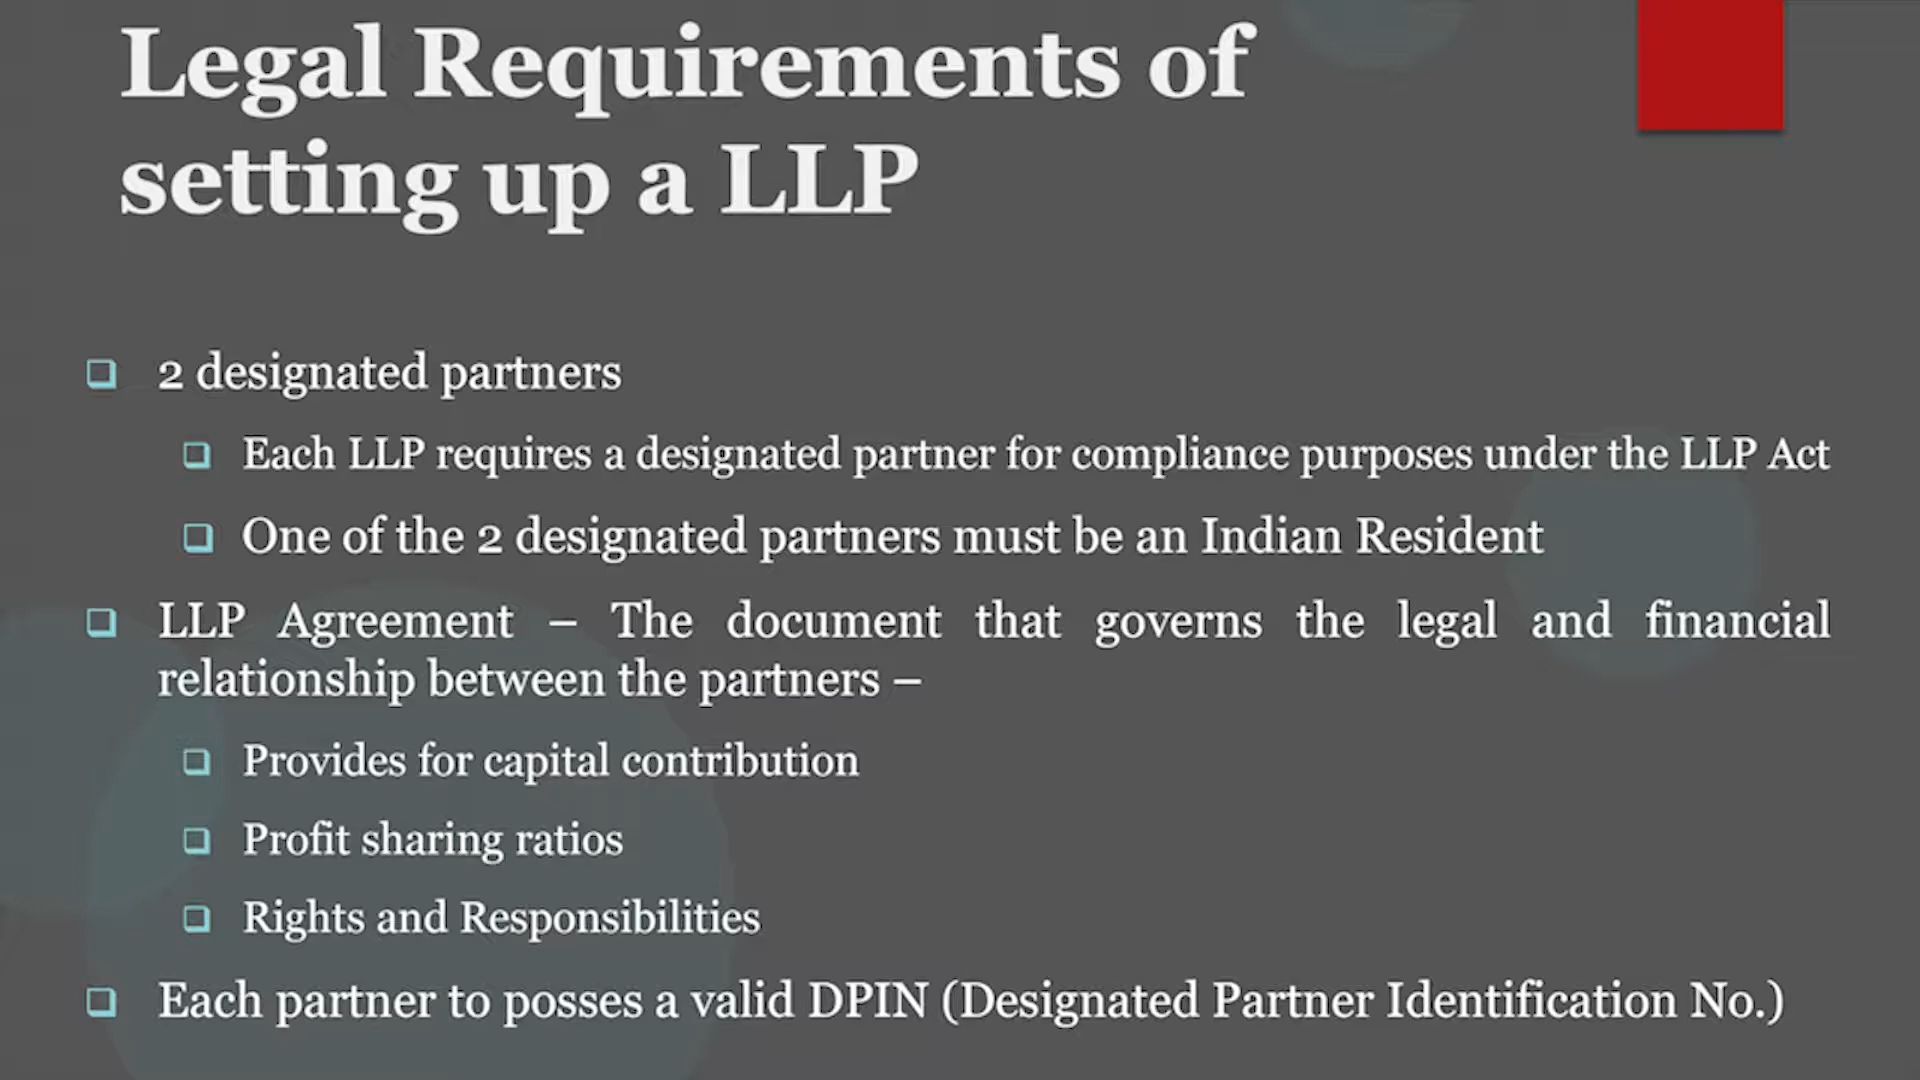 Legal Requirements of
setting up a LLP
2 designated partners
Each LLP requires a designated partner for compliance purposes under the LLP Act
One of the 2 designated partners must be an Indian Resident
LLP Agreement – The document that governs the legal and financial
relationship between the partners –
Provides for capital contribution
Profit sharing ratios
Rights and Responsibilities
Each partner to posses a valid DPIN (Designated Partner Identification No.)